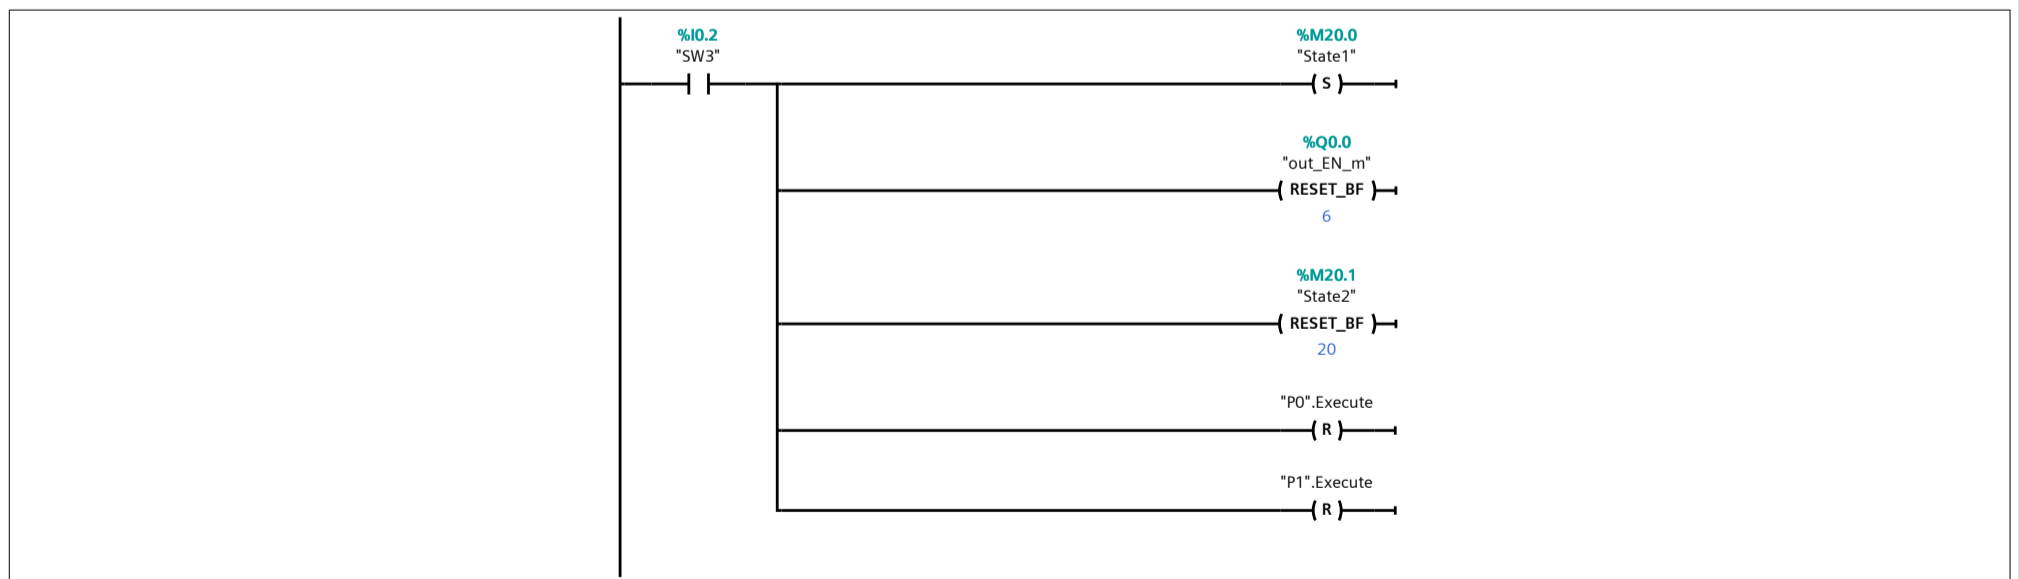 %I0.2
"SW3"
%M20.0
"State1"
( S )
%Q0.0
"out_EN_m"
( RESET_BF )
6
%M20.1
"State2"
( RESET_BF )
20
"P0".Execute
( R )
"P1".Execute
( R )